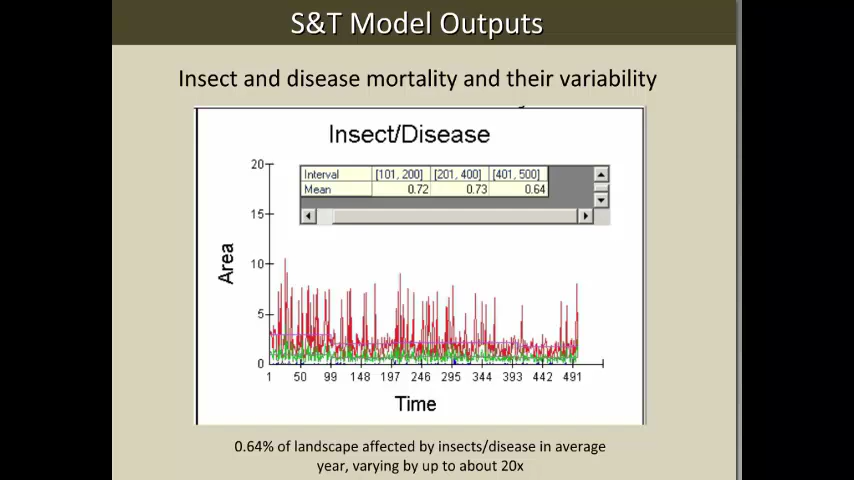 S&T Model Outputs
Insect and disease mortality and their variability
Insect/Disease
Interval [101, 200] [201, 400] [401, 500]
Mean 0.72 0.73 0.64
20
15
10
5
0
Area
1 50 99 148 197 246 295 344 393 442 491
Time
0.64% of landscape affected by insects/disease in average
year, varying by up to about 20x